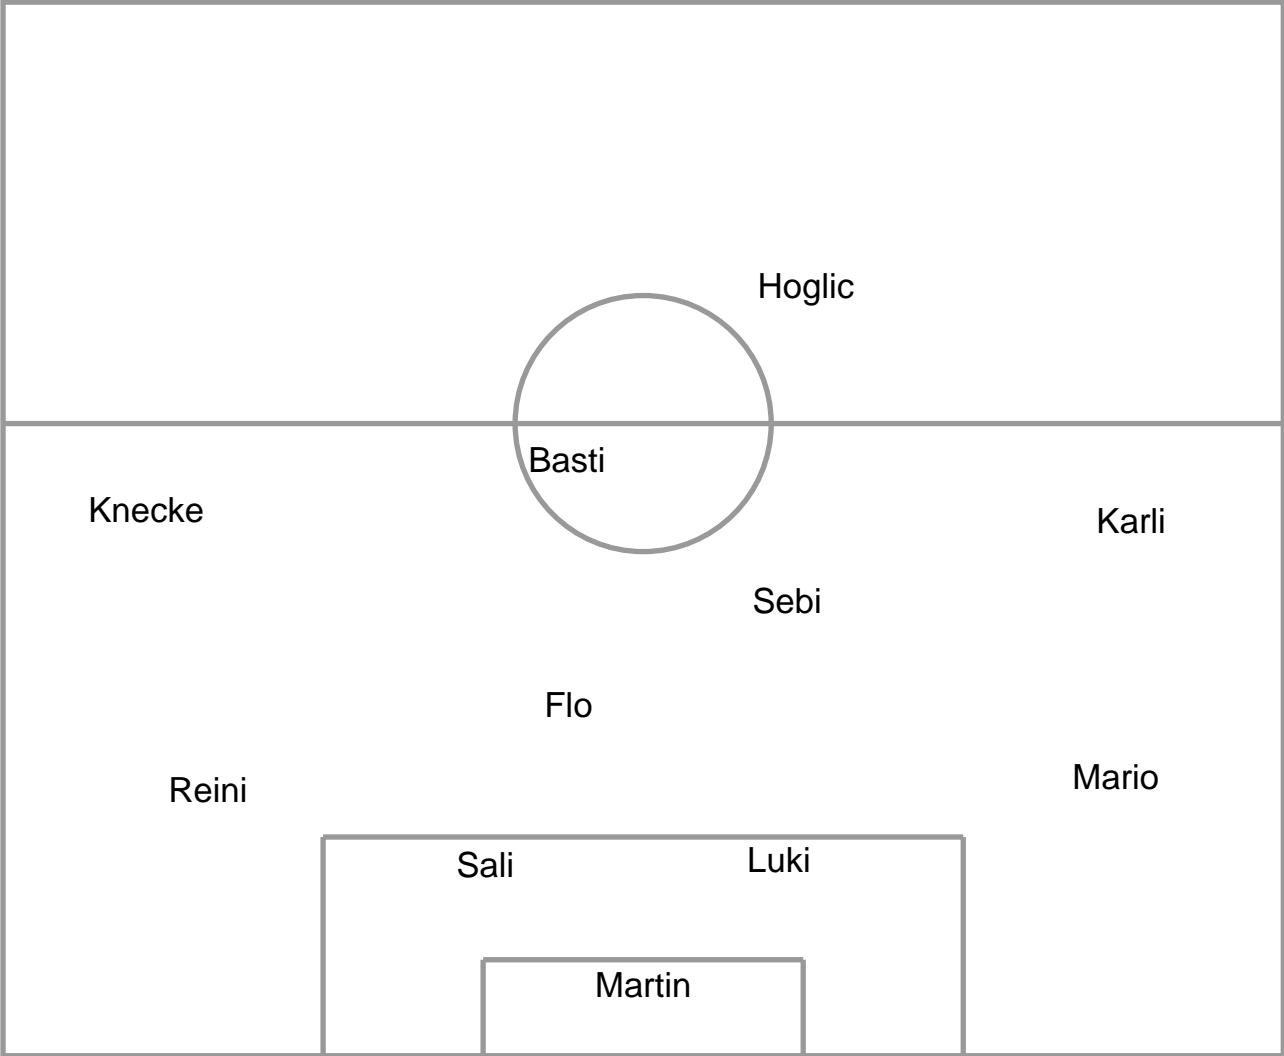 Hoglic
Basti
Knecke
Karli
Sebi
Flo
Reini
Mario
Sali
Luki
Martin